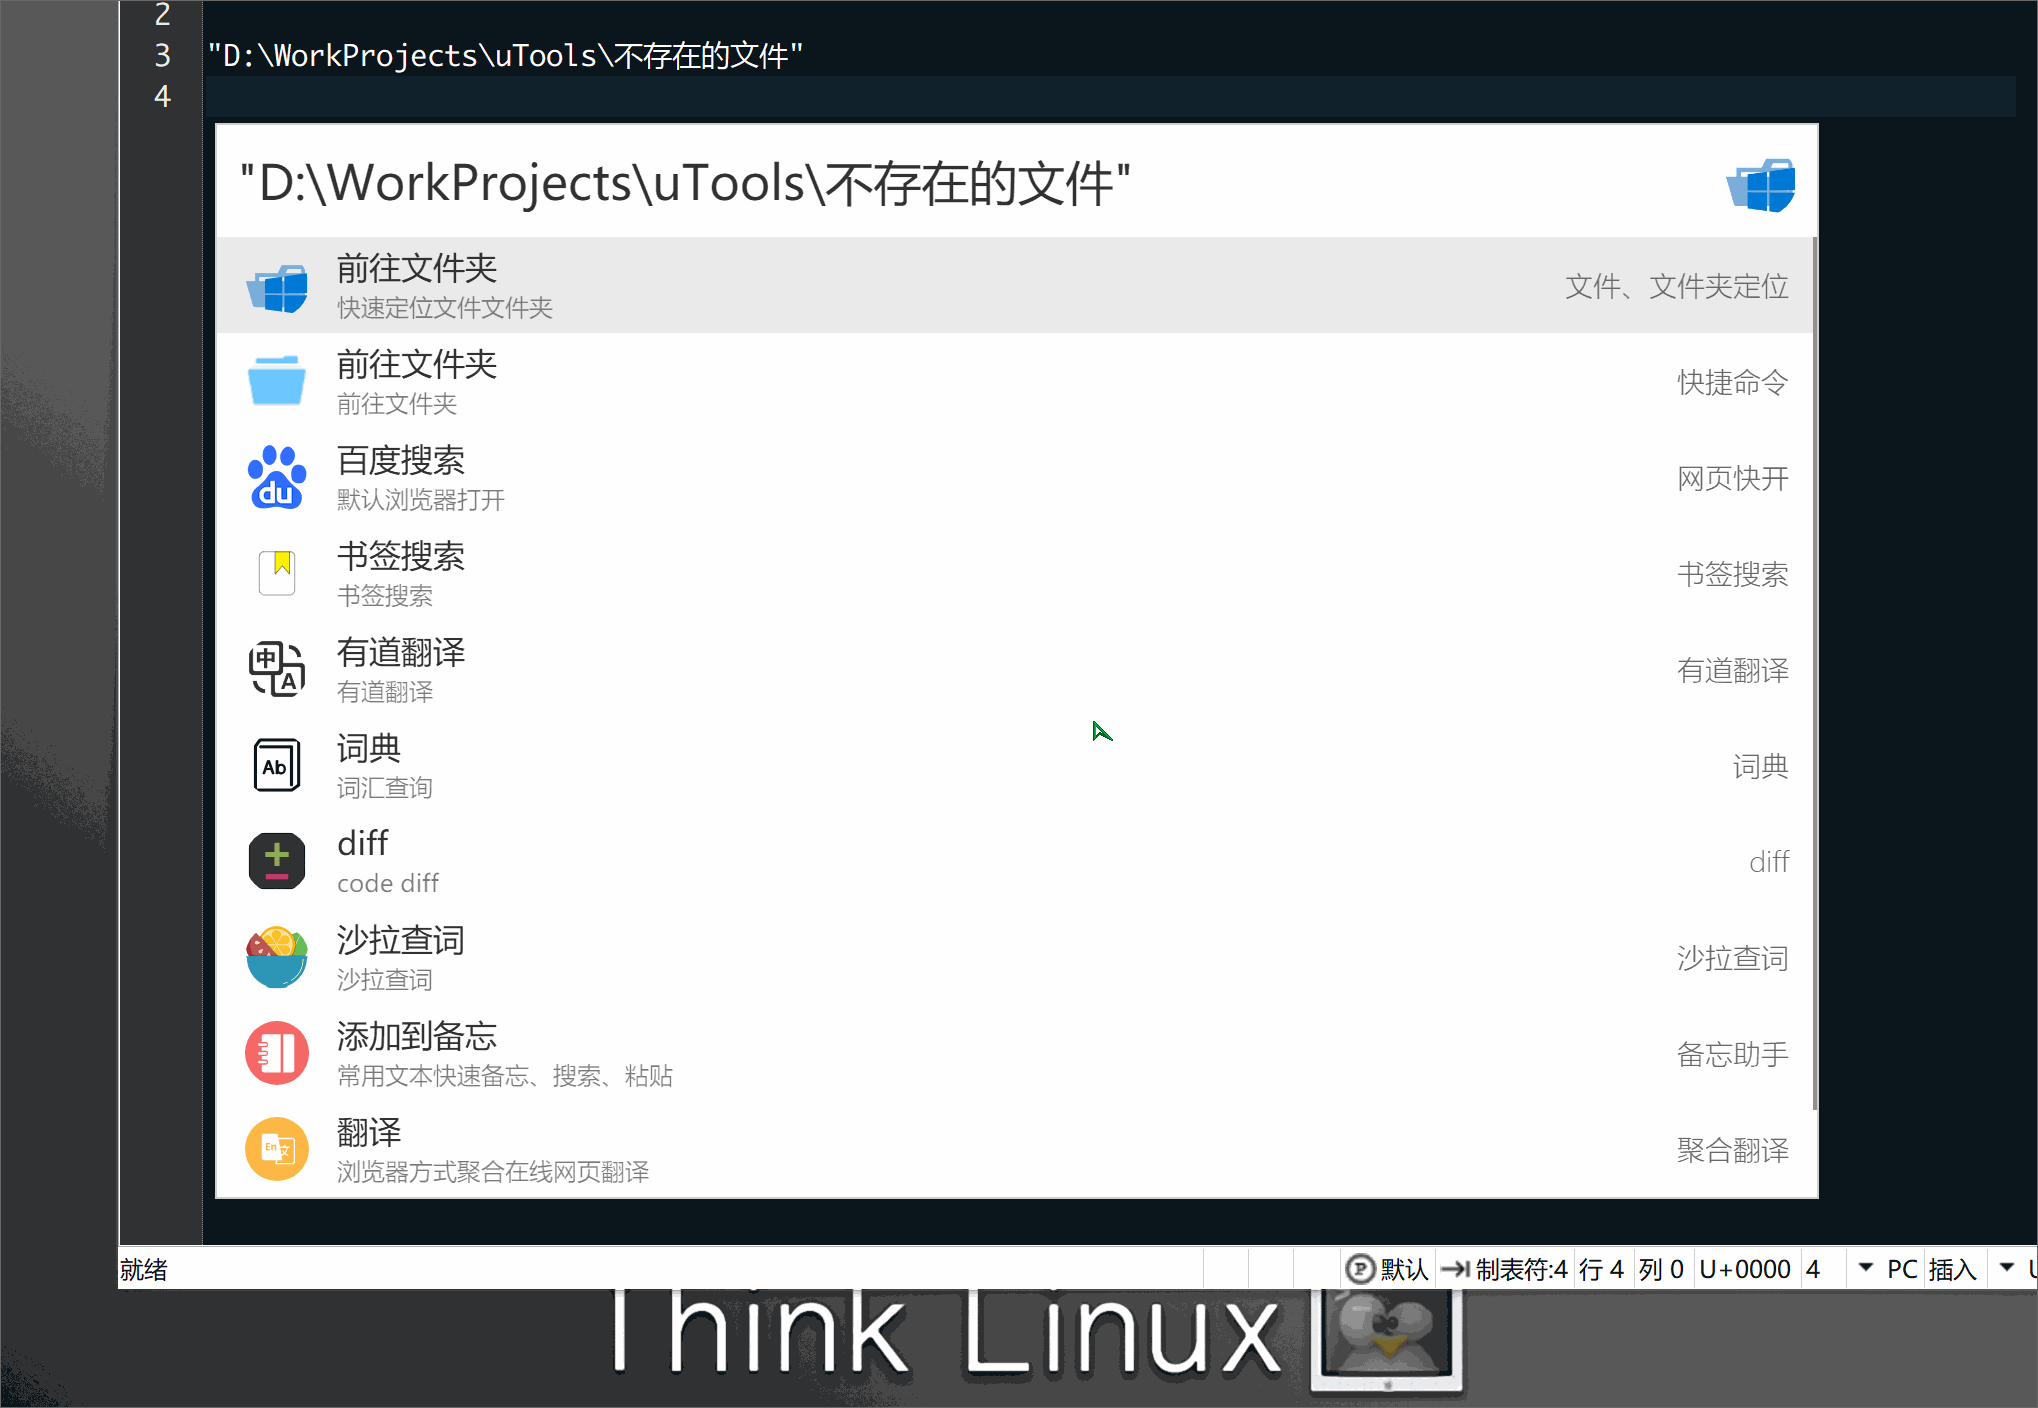 2
3 "D:\WorkProjects\uTools\不存在的文件"
4
"D:\WorkProjects\uTools\不存在的文件"
前往文件夹
快速定位文件文件夹
文件、文件夹定位
前往文件夹
前往文件夹
快捷命令
du
百度搜索
默认浏览器打开
网页快开
书签搜索
书签搜索
书签搜索
中 A
有道翻译
有道翻译
有道翻译
Ab
词典
词汇查询
词典
diff
code diff
diff
沙拉查词
沙拉查词
沙拉查词
添加到备忘
常用文本快速备忘、搜索、粘贴
备忘助手
En 文
翻译
浏览器方式聚合在线网页翻译
聚合翻译
就绪 P 默认 制表符:4 行 4 列 0 U+0000 4 PC 插入
Think Linux